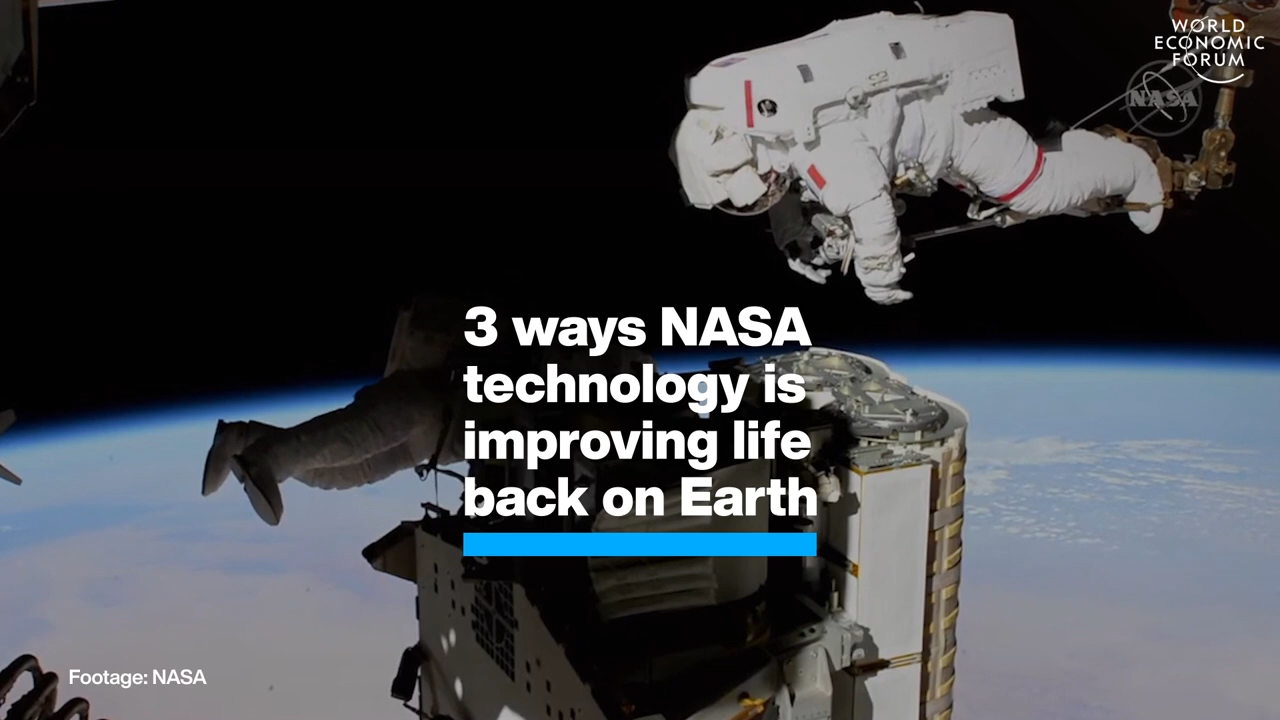 WORLD
ECONOMIC
FORUM
NASA
3 ways NASA
technology is
improving life
back on Earth
Footage: NASA